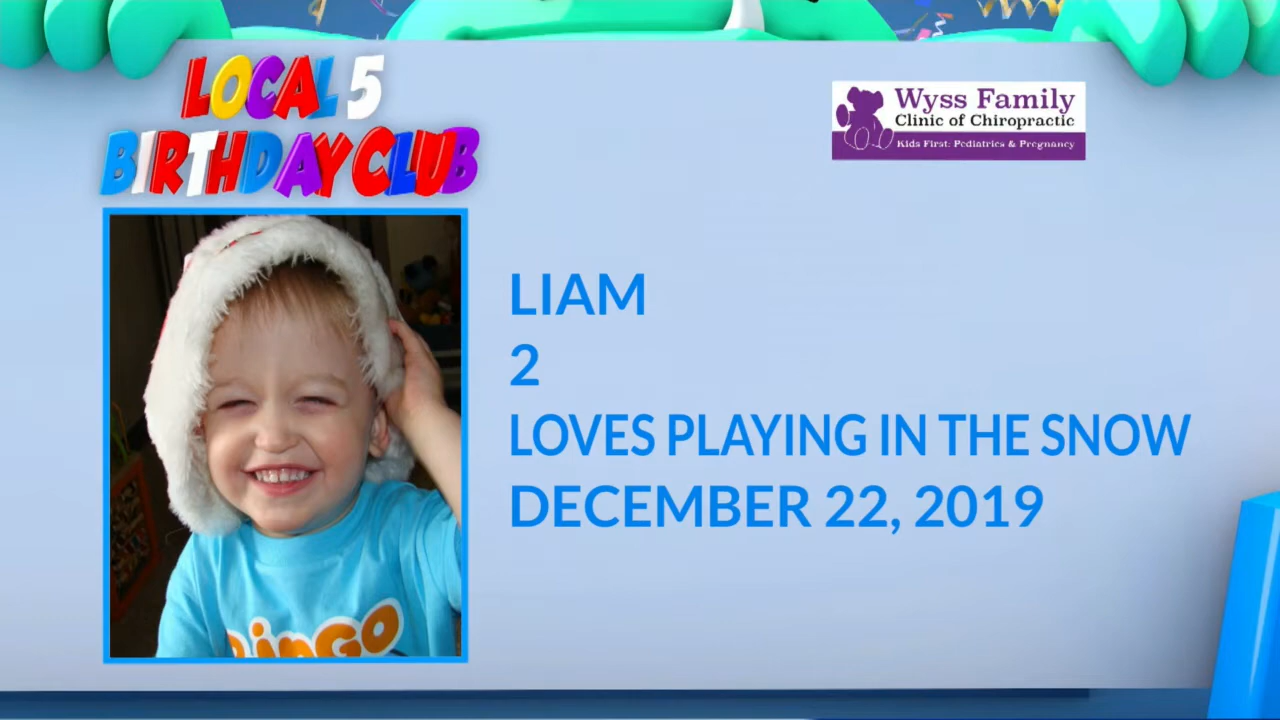 LOCAL 5
BIRTHDAY CLUB
Wyss Family
Clinic of Chiropractic
Kids First: Pediatrics & Pregnancy
LIAM
2
LOVES PLAYING IN THE SNOW
DECEMBER 22, 2019
BINGO